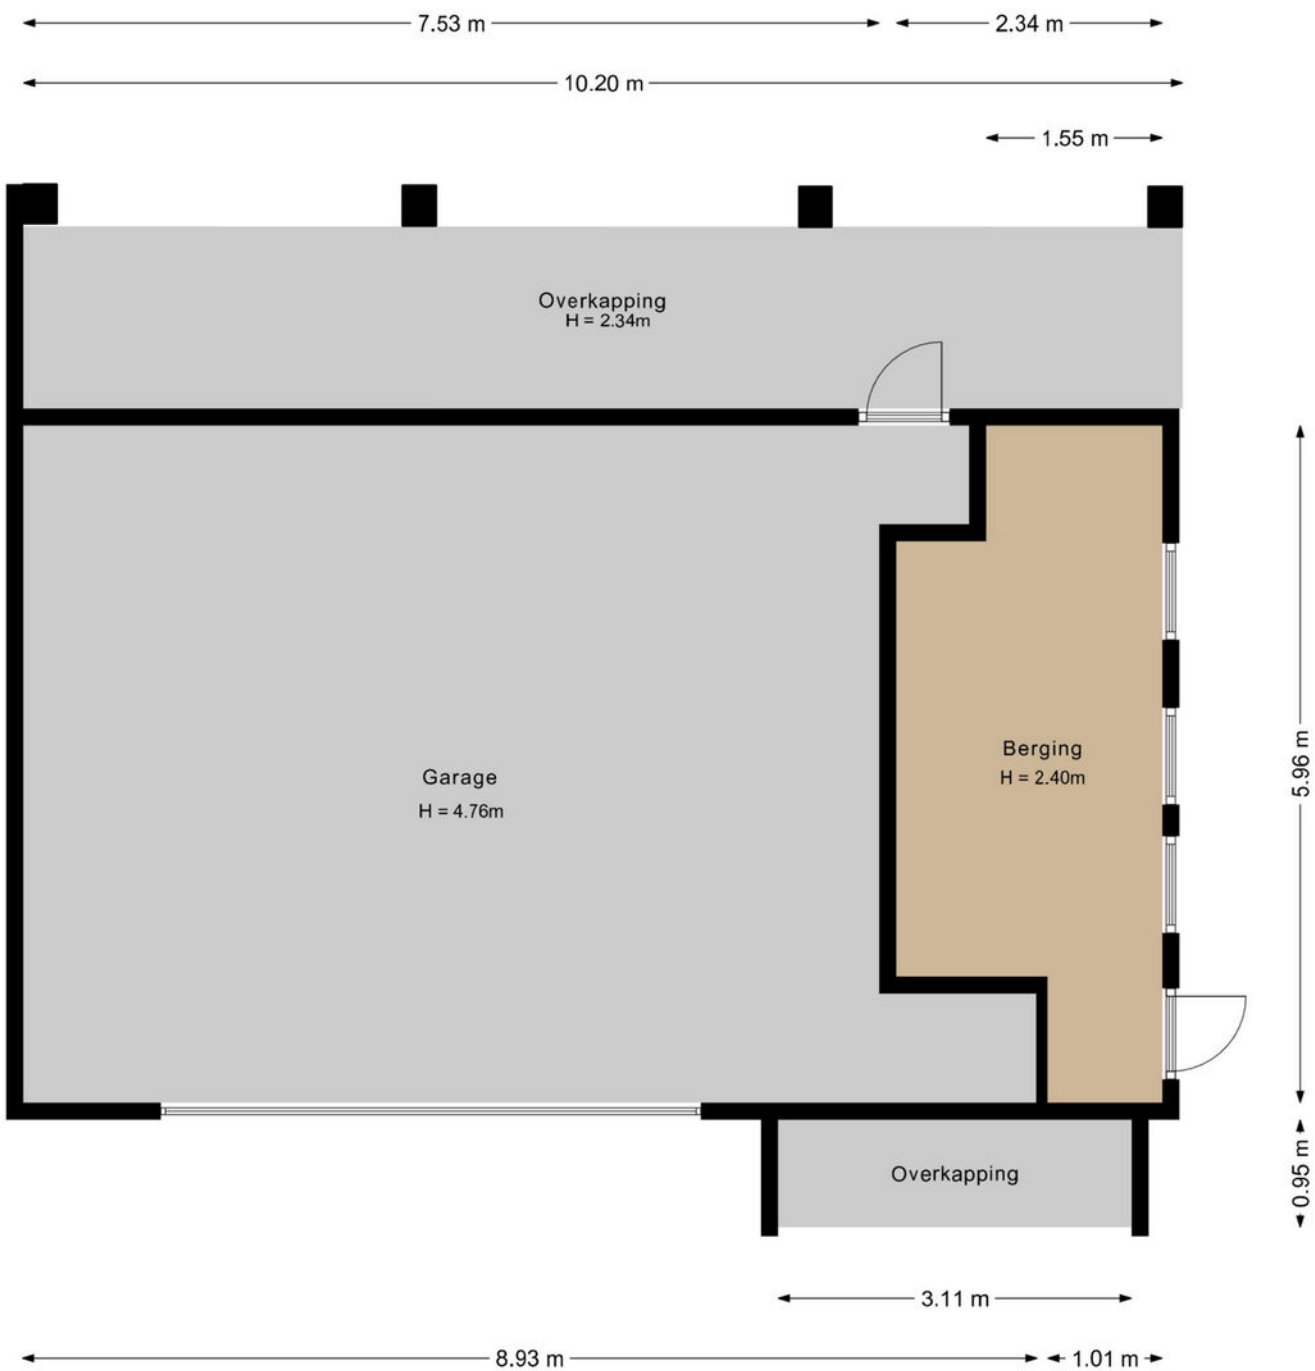 7.53 m
2.34 m
10.20 m
1.55 m
Overkapping
H = 2.34m
Berging
H = 2.40m
Garage
H = 4.76m
5.96 m
Overkapping
0.95 m
3.11 m
8.93 m
1.01 m